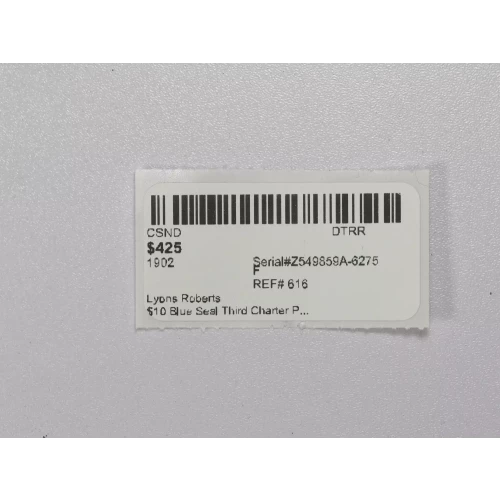 CSND DTRR
$425
1902 Serial#Z549859A-6275
F
REF# 616
Lyons Roberts
$10 Blue Seal Third Charter P...